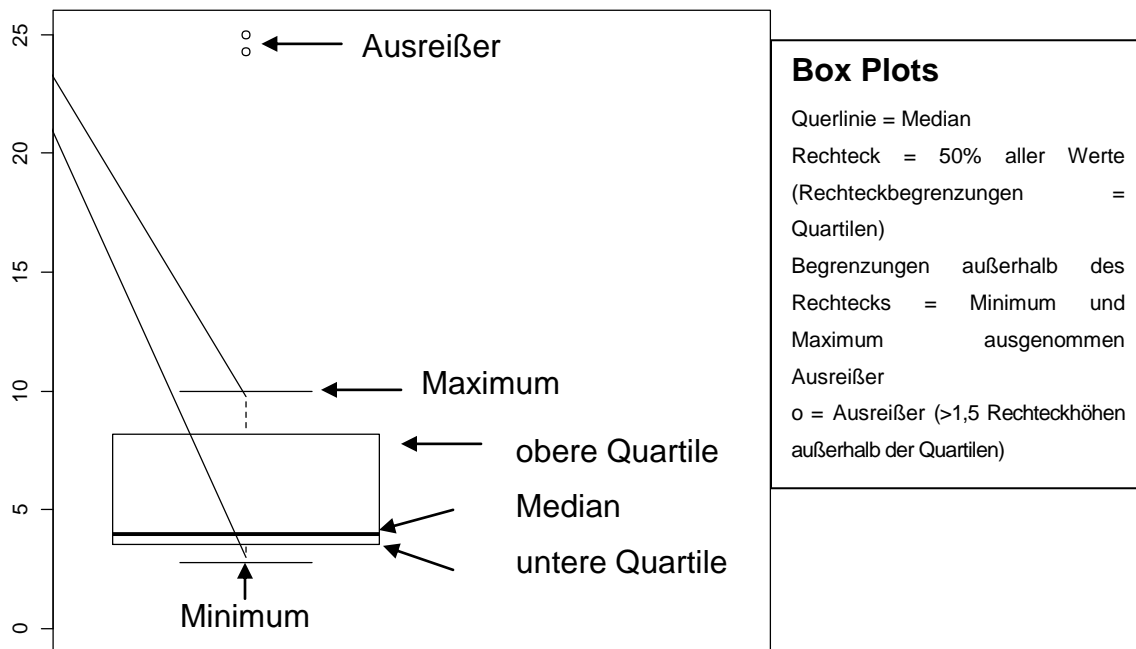 25
20
15
10
5
0
Ausreißer
Maximum
obere Quartile
Median
untere Quartile
Minimum
Box Plots
Querlinie = Median
Rechteck = 50% aller Werte
(Rechteckbegrenzungen =
Quartilen)
Begrenzungen außerhalb des
Rechtecks = Minimum und
Maximum ausgenommen
Ausreißer
o = Ausreißer (>1,5 Rechteckhöhen
außerhalb der Quartilen)